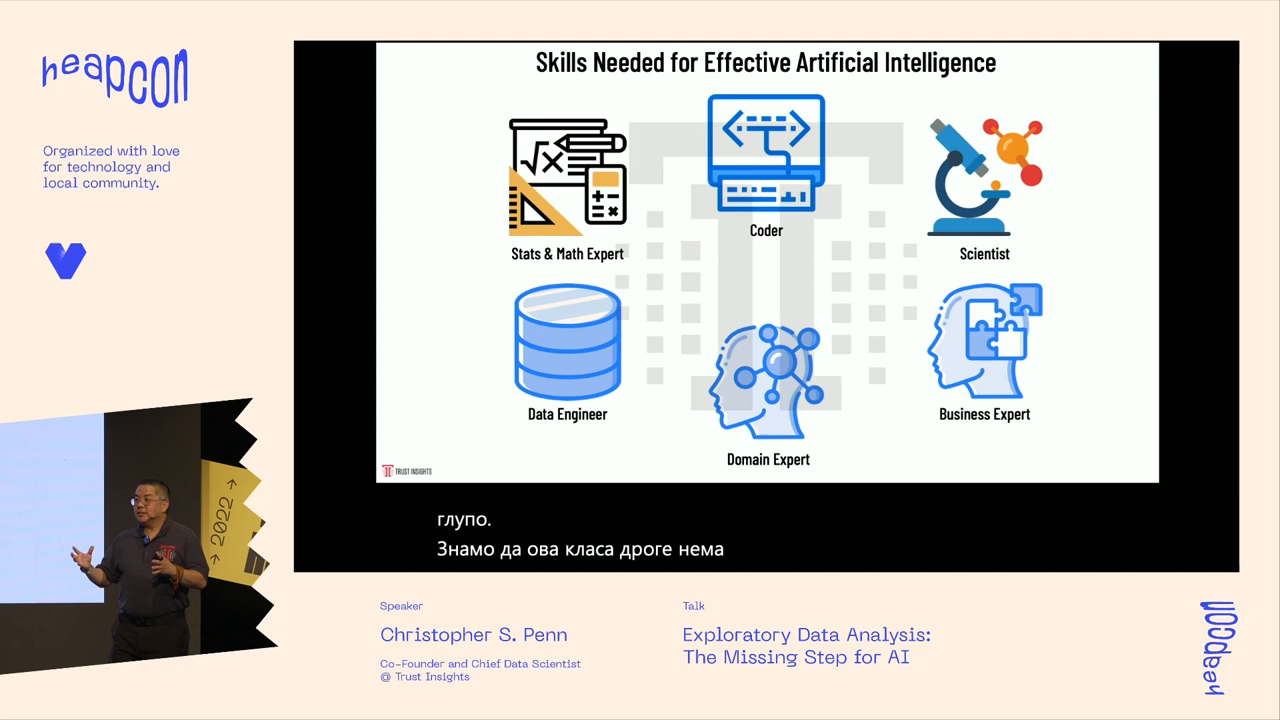 heapcon
Organized with love
for technology and
local community.
Skills Needed for Effective Artificial Intelligence
Stats & Math Expert
Coder
Scientist
Data Engineer
Domain Expert
Business Expert
TRUST INSIGHTS
глупо.
Знамо да ова класа дроге нема
→ 2022 →
Speaker
Christopher S. Penn
Co-Founder and Chief Data Scientist
@ Trust Insights
Talk
Exploratory Data Analysis:
The Missing Step for AI
heapcon